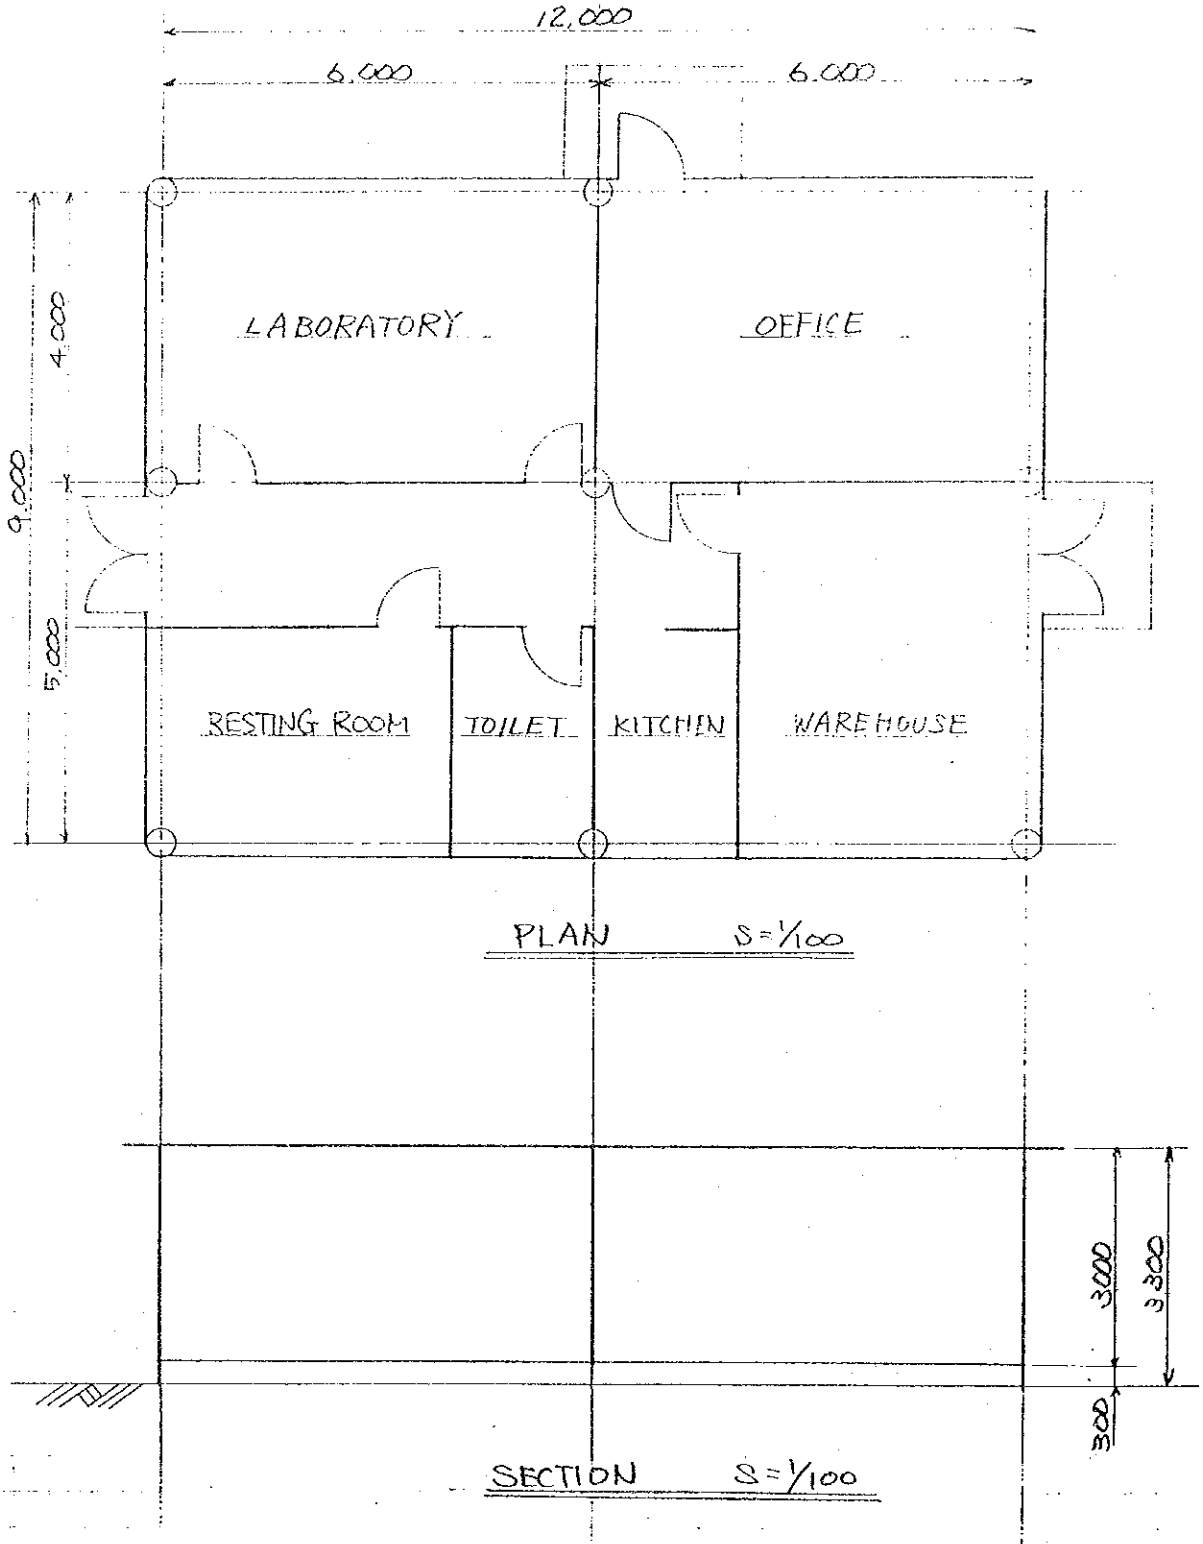 12,000
6.000 6.000
4.000
LABORATORY OFFICE
9.000
5,000
RESTING ROOM TOILET KITCHEN WAREHOUSE
PLAN S=1/100
3000
3300
300
SECTION S=1/100